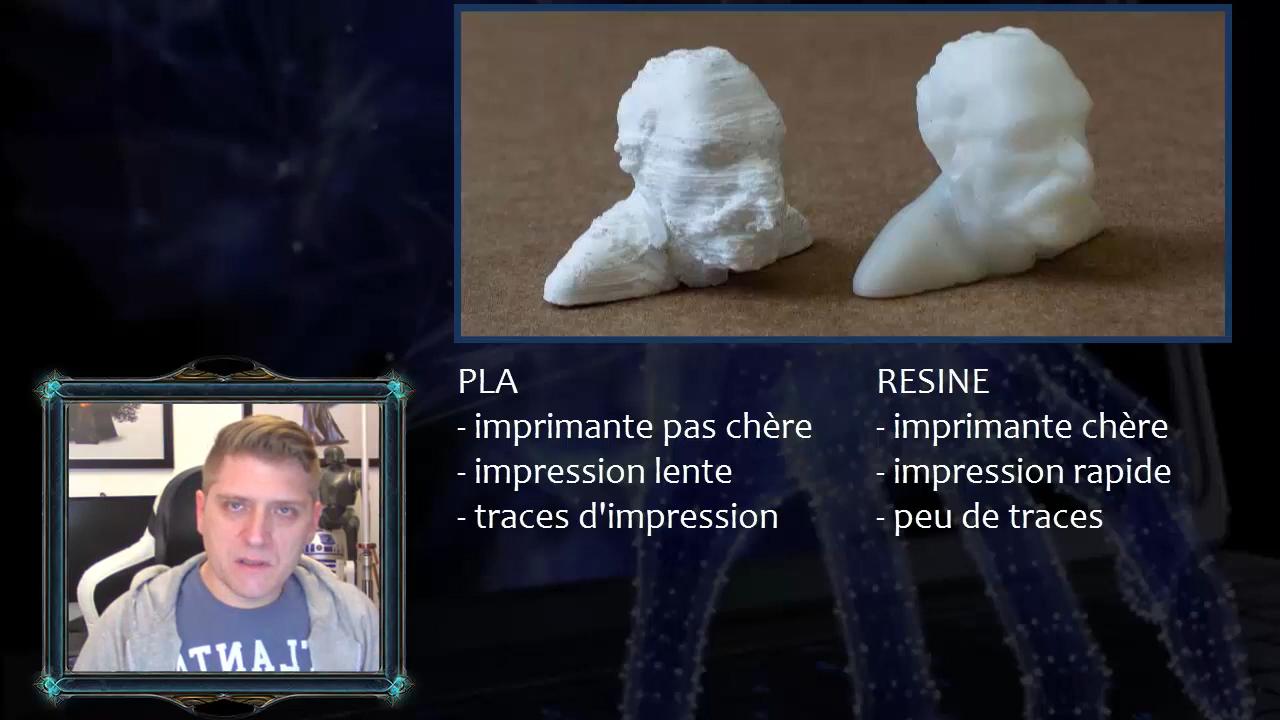 PLA
- imprimante pas chère
- impression lente
- traces d'impression
RESINE
- imprimante chère
- impression rapide
- peu de traces